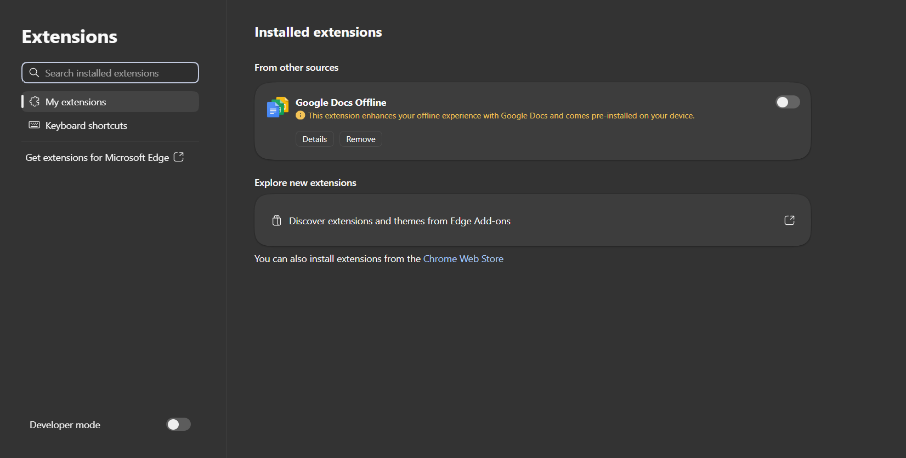 Extensions
Search installed extensions
My extensions
Keyboard shortcuts
Get extensions for Microsoft Edge
Developer mode
Installed extensions
From other sources
Google Docs Offline
This extension enhances your offline experience with Google Docs and comes pre-installed on your device.
Details Remove
Explore new extensions
Discover extensions and themes from Edge Add-ons
You can also install extensions from the Chrome Web Store